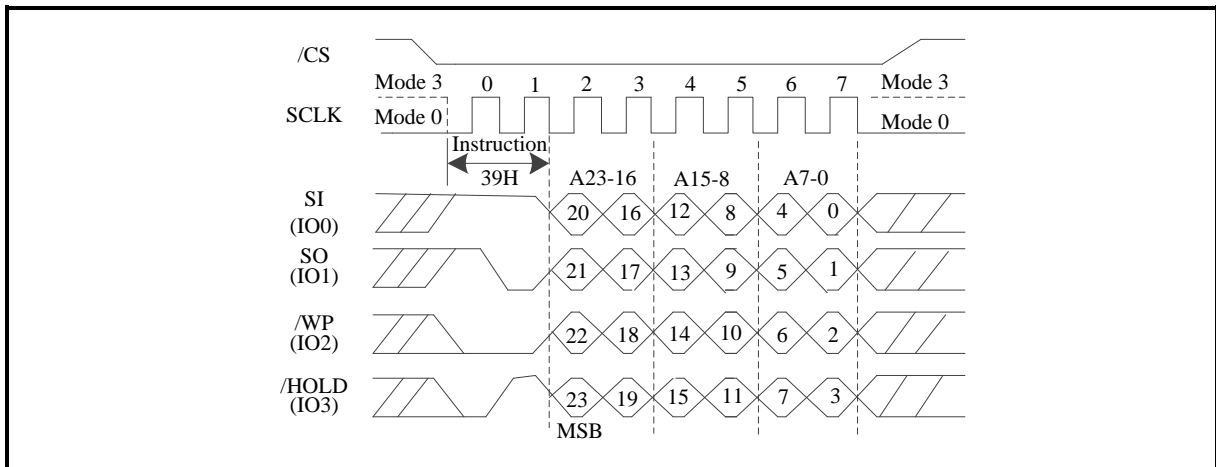 /CS
Mode 3 0 1 2 3 4 5 6 7 Mode 3
SCLK
Mode 0 Mode 0
Instruction
39H A23-16 A15-8 A7-0
SI
(IO0)
20 16 12 8 4 0
SO
(IO1)
21 17 13 9 5 1
/WP
(IO2)
22 18 14 10 6 2
/HOLD
(IO3)
23 19 15 11 7 3
MSB